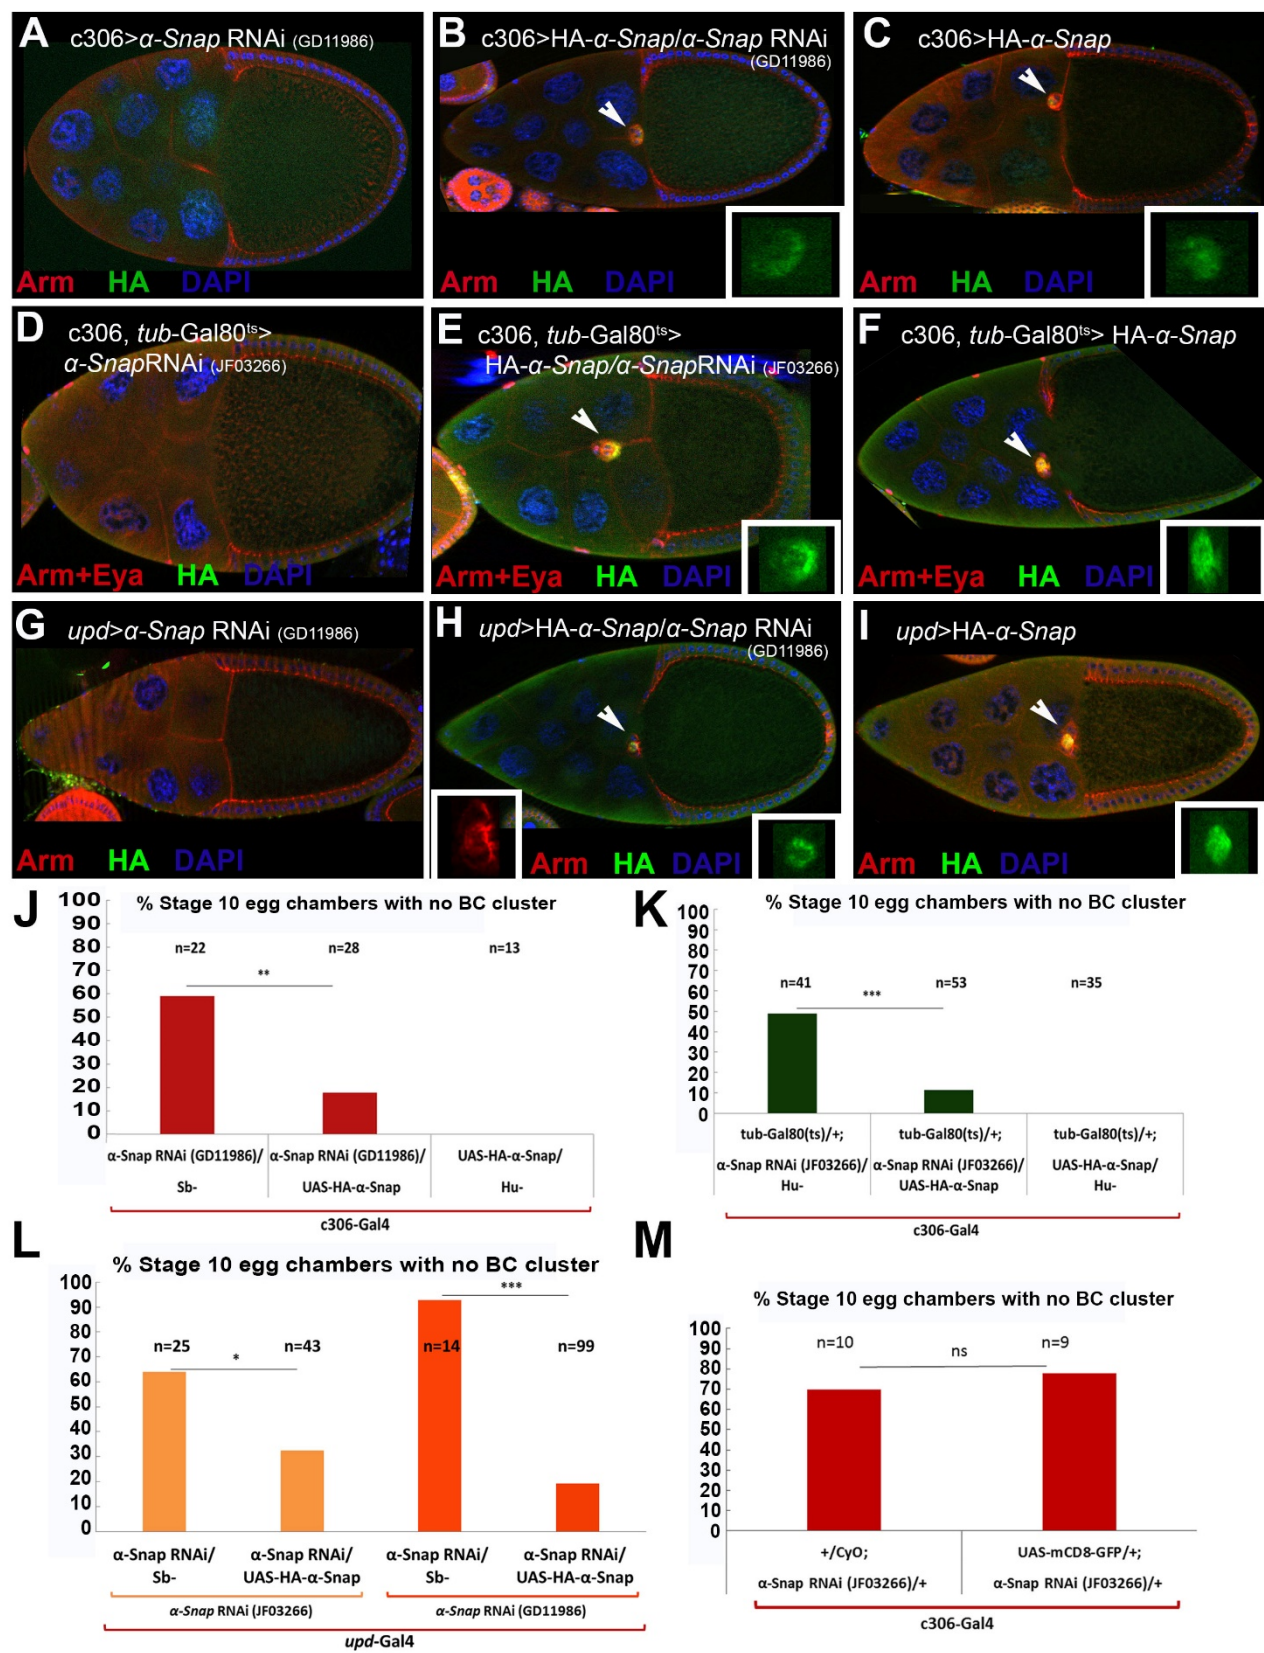 A c306>α-Snap RNAi (GD11986)
Arm HA DAPI
B c306>HA-α-Snap/α-Snap RNAi
(GD11986)
Arm HA DAPI
C c306>HA-α-Snap
Arm HA DAPI
D c306, tub-Gal80ts>
α-SnapRNAi (JF03266)
Arm+Eya HA DAPI
E c306, tub-Gal80ts>
HA-α-Snap/α-SnapRNAi (JF03266)
Arm+Eya HA DAPI
F c306, tub-Gal80ts> HA-α-Snap
Arm+Eya HA DAPI
G upd>α-Snap RNAi (GD11986)
Arm HA DAPI
H upd>HA-α-Snap/α-Snap RNAi
(GD11986)
Arm HA DAPI
I upd>HA-α-Snap
Arm HA DAPI
J
% Stage 10 egg chambers with no BC cluster
100
90
80
70
60
50
40
30
20
10
0
n=22 n=28 n=13
**
α-Snap RNAi (GD11986)/ α-Snap RNAi (GD11986)/ UAS-HA-α-Snap/
Sb- UAS-HA-α-Snap Hu-
c306-Gal4
K
% Stage 10 egg chambers with no BC cluster
100
90
80
70
60
50
40
30
20
10
0
n=41 n=53 n=35
***
tub-Gal80(ts)/+; tub-Gal80(ts)/+; tub-Gal80(ts)/+;
α-Snap RNAi (JF03266)/ α-Snap RNAi (JF03266)/ UAS-HA-α-Snap/
Hu- UAS-HA-α-Snap Hu-
c306-Gal4
L
% Stage 10 egg chambers with no BC cluster
100
90
80
70
60
50
40
30
20
10
0
***
n=25 n=43 n=14 n=99
*
α-Snap RNAi/ α-Snap RNAi/ α-Snap RNAi/ α-Snap RNAi/
Sb- UAS-HA-α-Snap Sb- UAS-HA-α-Snap
α-Snap RNAi (JF03266) α-Snap RNAi (GD11986)
upd-Gal4
M
% Stage 10 egg chambers with no BC cluster
100
90
80
70
60
50
40
30
20
10
0
n=10 ns n=9
+/CyO; UAS-mCD8-GFP/+;
α-Snap RNAi (JF03266)/+ α-Snap RNAi (JF03266)/+
c306-Gal4